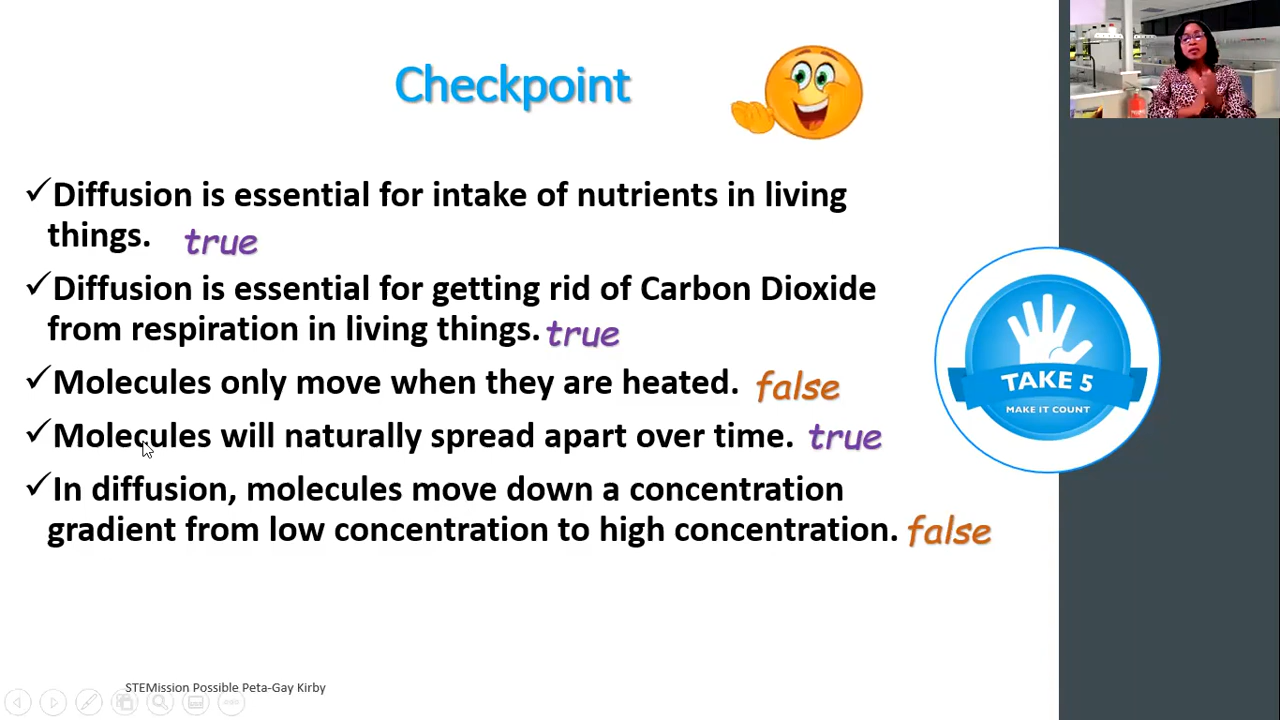 Checkpoint
✓Diffusion is essential for intake of nutrients in living
things. true
✓Diffusion is essential for getting rid of Carbon Dioxide
from respiration in living things. true
✓Molecules only move when they are heated. false
✓Molecules will naturally spread apart over time. true
✓In diffusion, molecules move down a concentration
gradient from low concentration to high concentration. false
TAKE 5
MAKE IT COUNT
STEMission Possible Peta-Gay Kirby